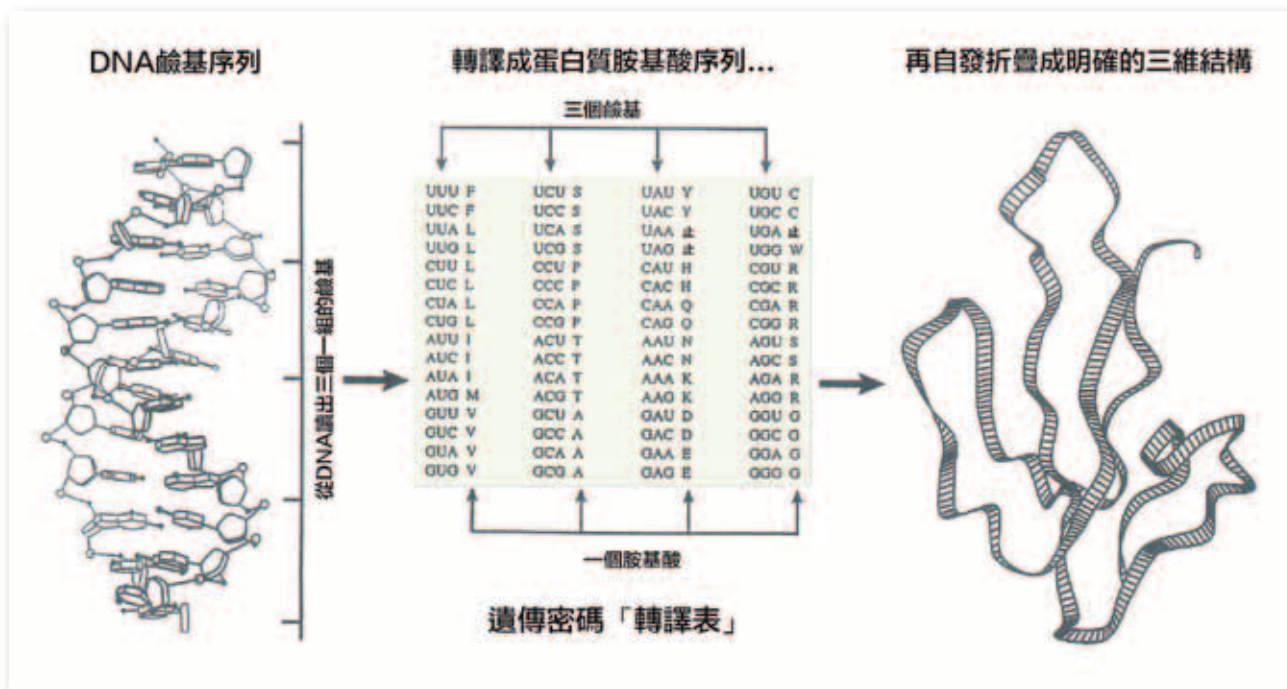 DNA鹼基序列
轉譯成蛋白質胺基酸序列...
再自發折疊成明確的三維結構
三個鹼基
從DNA讀出三個一組的鹼基
UUU F UCU S UAU Y UGU C
UUC F UCC S UAC Y UGC C
UUA L UCA S UAA 止 UGA 止
UUG L UCG S UAG 止 UGG W
CUU L CCU P CAU H CGU R
CUC L CCC P CAC H CGC R
CUA L CCA P CAA Q CGA R
CUG L CCG P CAG Q CGG R
AUU I ACU T AAU N AGU S
AUC I ACC T AAC N AGC S
AUA I ACA T AAA K AGA R
AUG M ACG T AAG K AGG R
GUU V GCU A GAU D GGU G
GUC V GCC A GAC D GGC G
GUA V GCA A GAA E GGA G
GUG V GCG A GAG E GGG G
一個胺基酸
遺傳密碼「轉譯表」